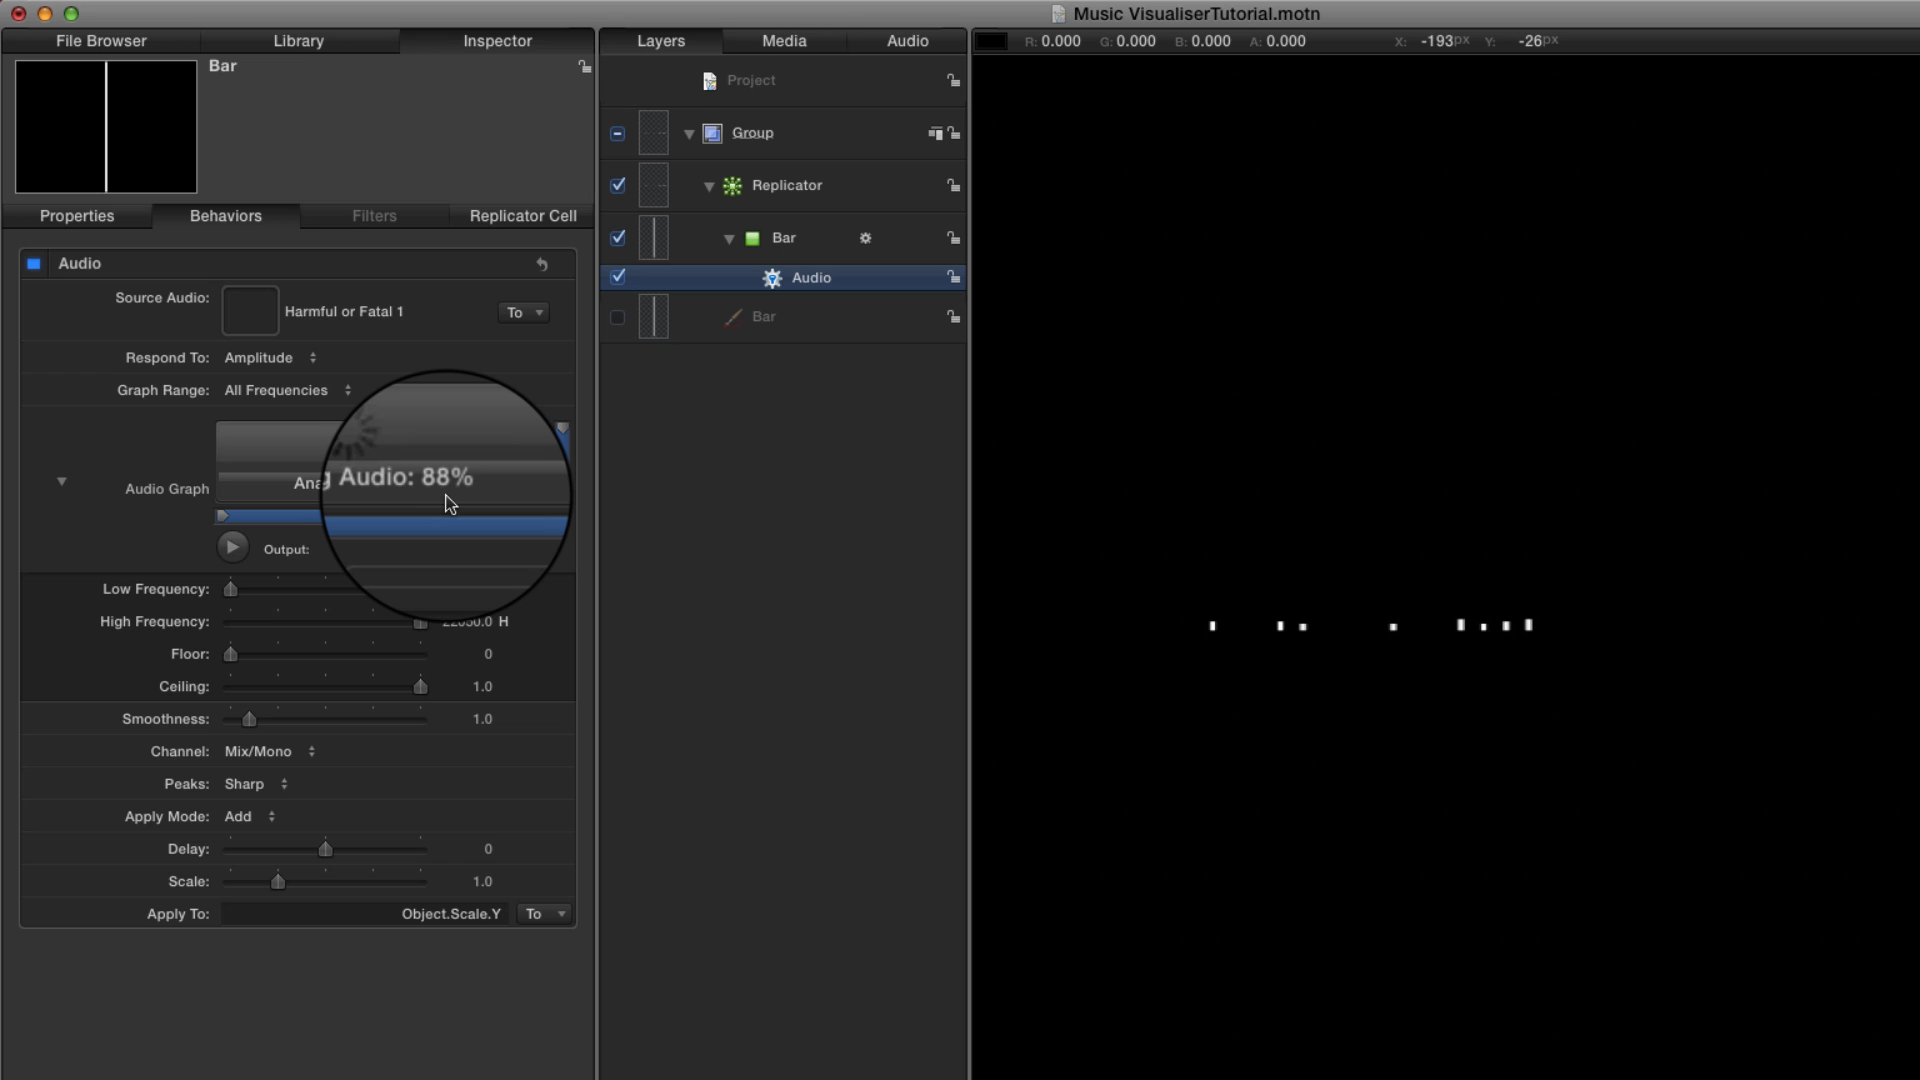 Music VisualiserTutorial.motn
File Browser
Library
Inspector
Layers
Media
Audio
R: 0.000 G: 0.000 B: 0.000 A: 0.000 X: -193px Y: -26px
Bar
Project
Group
Replicator
Bar
Audio
Bar
Properties
Behaviors
Filters
Replicator Cell
Audio
Source Audio: Harmful or Fatal 1 To
Respond To: Amplitude
Graph Range: All Frequencies
Audio Graph
Audio: 88%
Output:
Low Frequency:
High Frequency: 22050.0 H
Floor: 0
Ceiling: 1.0
Smoothness: 1.0
Channel: Mix/Mono
Peaks: Sharp
Apply Mode: Add
Delay: 0
Scale: 1.0
Apply To: Object.Scale.Y To